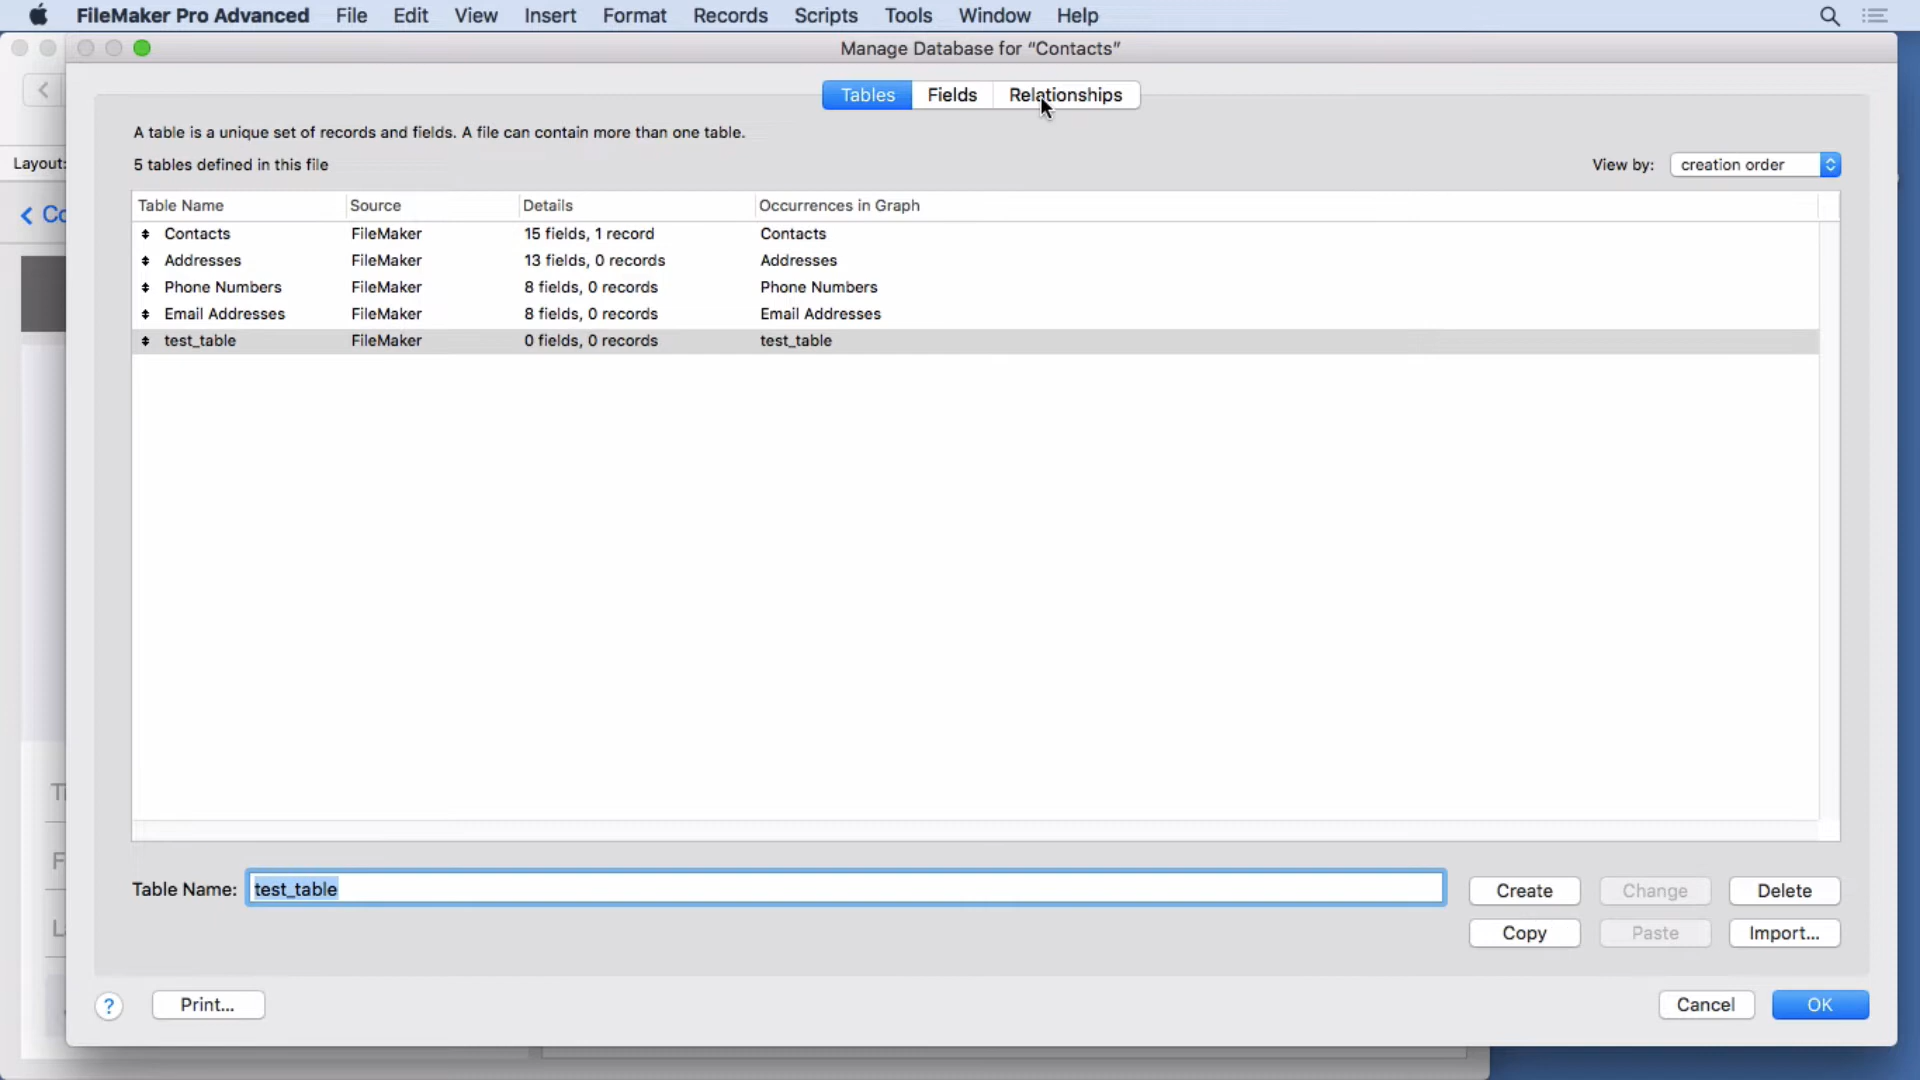 FileMaker Pro Advanced File Edit View Insert Format Records Scripts Tools Window Help
Manage Database for “Contacts”
Tables Fields Relationships
A table is a unique set of records and fields. A file can contain more than one table.
Layout:
5 tables defined in this file
View by: creation order
Table Name Source Details Occurrences in Graph
Contacts FileMaker 15 fields, 1 record Contacts
Addresses FileMaker 13 fields, 0 records Addresses
Phone Numbers FileMaker 8 fields, 0 records Phone Numbers
Email Addresses FileMaker 8 fields, 0 records Email Addresses
test_table FileMaker 0 fields, 0 records test_table
Table Name: test_table
Create Change Delete
Copy Paste Import...
? Print...
Cancel OK